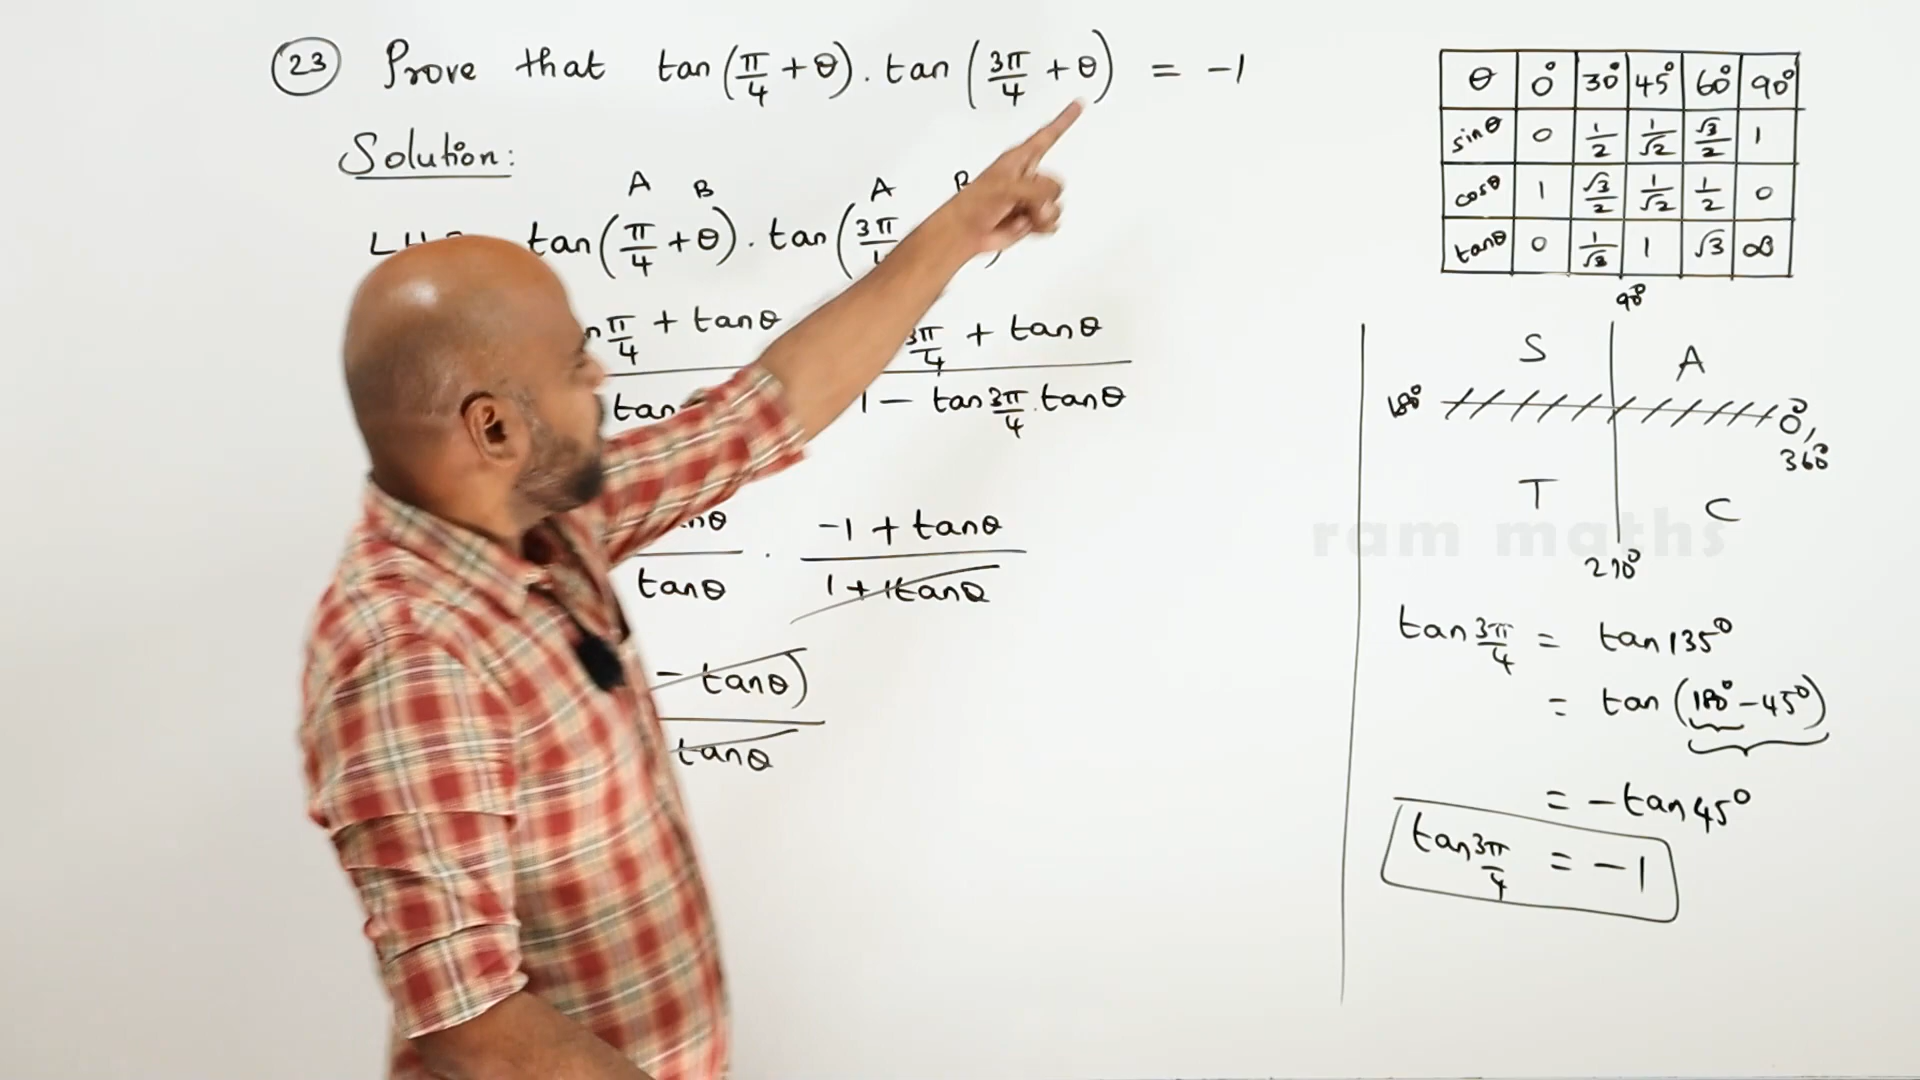 23 Prove that tan(π/4 + θ) . tan(3π/4 + θ) = -1
Solution:
A B A
tan(π/4 + θ) . tan(3π
π/4 + tanθ 3π/4 + tanθ
tan 1 - tan 3π/4 . tanθ
-1 + tanθ
tanθ . 1 + tanθ
- tanθ)
tanθ
θ 0° 30° 45° 60° 90°
sinθ 0 1/2 1/√2 √3/2 1
cosθ 1 √3/2 1/√2 1/2 0
tanθ 0 1/√3 1 √3 ∞
90°
S A
180° 0°,
360°
T C
ram maths
270°
tan 3π/4 = tan 135°
= tan (180° - 45°)
= - tan 45°
tan 3π/4 = -1